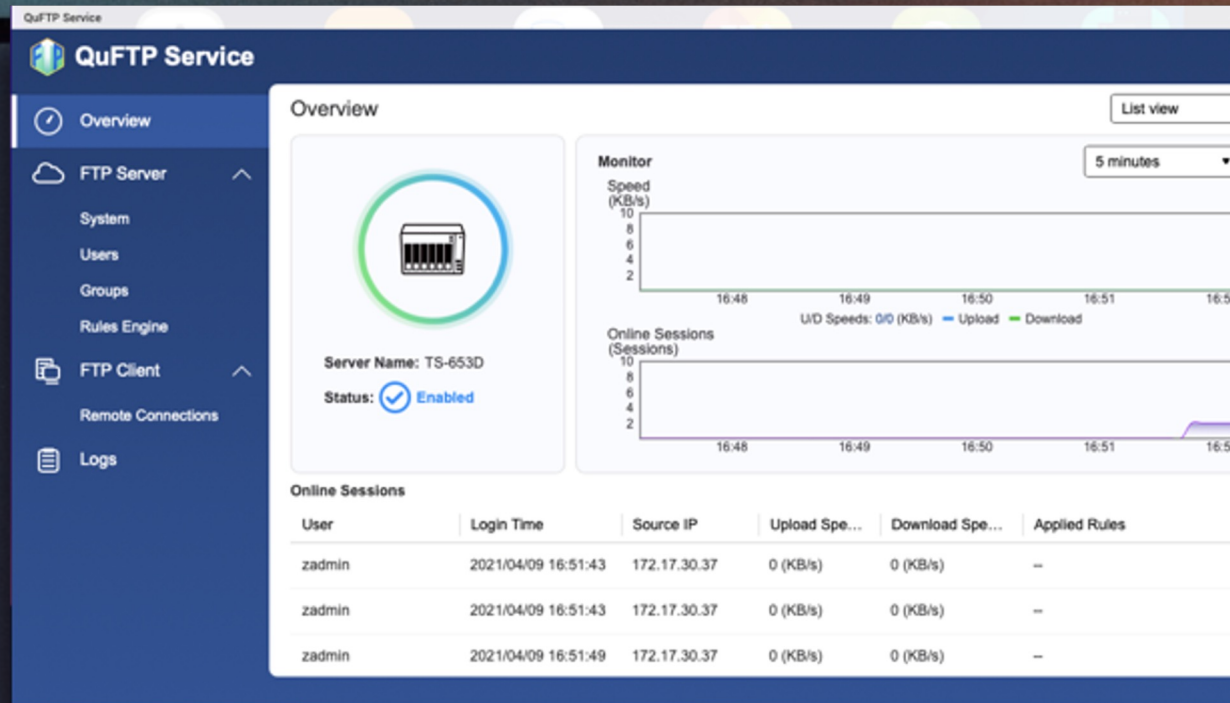 QuFTP Service
QuFTP Service
Overview
FTP Server
System
Users
Groups
Rules Engine
FTP Client
Remote Connections
Logs
Overview
List view
Server Name: TS-653D
Status: Enabled
Monitor
5 minutes
Speed
(KB/s)
10
8
6
4
2
16:48 16:49 16:50 16:51 16:5
U/D Speeds: 0/0 (KB/s) Upload Download
Online Sessions
(Sessions)
10
8
6
4
2
16:48 16:49 16:50 16:51 16:5
Online Sessions
User Login Time Source IP Upload Spe... Download Spe... Applied Rules
zadmin 2021/04/09 16:51:43 172.17.30.37 0 (KB/s) 0 (KB/s) --
zadmin 2021/04/09 16:51:43 172.17.30.37 0 (KB/s) 0 (KB/s) --
zadmin 2021/04/09 16:51:49 172.17.30.37 0 (KB/s) 0 (KB/s) --